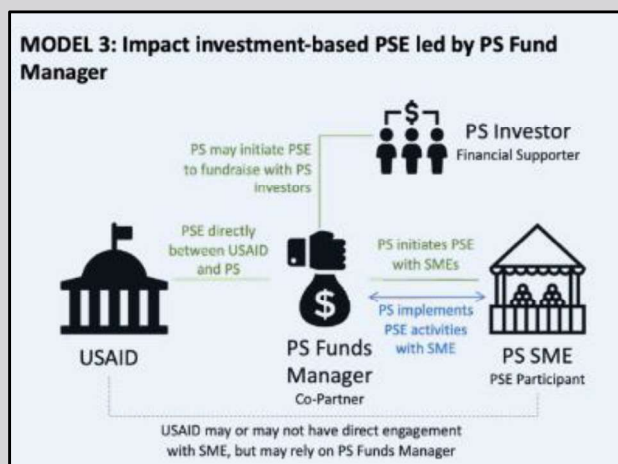 MODEL 3: Impact investment-based PSE led by PS Fund
Manager
$
PS Investor
Financial Supporter
PS may initiate PSE
to fundraise with PS
investors
PSE directly
between USAID
and PS
PS initiates PSE
with SMEs
$
PS implements
PSE activities
with SME
USAID
PS Funds
Manager
Co-Partner
PS SME
PSE Participant
USAID may or may not have direct engagement
with SME, but may rely on PS Funds Manager